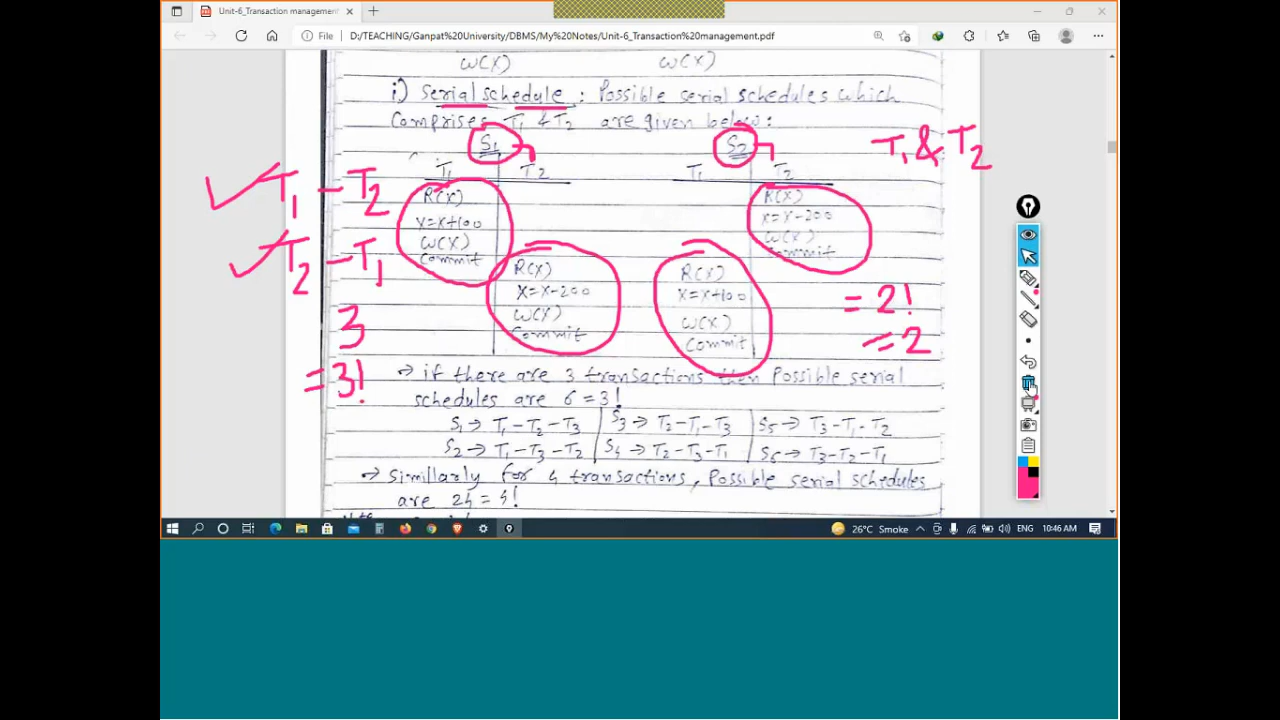 Unit-6_Transaction management
File D:/TEACHING/Ganpat%20University/DBMS/My%20Notes/Unit-6_Transaction%20management.pdf
W(X) W(X)
i) Serial schedule : Possible serial schedules which
Comprises T1 & T2 are given below:
S1 S2 T1 & T2
T1 T2 T1 T2
T1 - T2
T2 - T1
R(X) R(X)
X=X+100 X=X-200
W(X) W(X)
Commit Commit
R(X) R(X)
X=X-200 X=X+100
W(X) W(X)
Commit Commit
= 2!
= 2
3
= 3!
→ if there are 3 transactions then Possible serial
schedules are 6 = 3!
S1 → T1-T2-T3 S3 → T2-T1-T3 S5 → T3-T1-T2
S2 → T1-T3-T2 S4 → T2-T3-T1 S6 → T3-T2-T1
→ Simillarly for 4 transactions, Possible serial schedules
are 24 = 4!
26°C Smoke ENG 10:46 AM